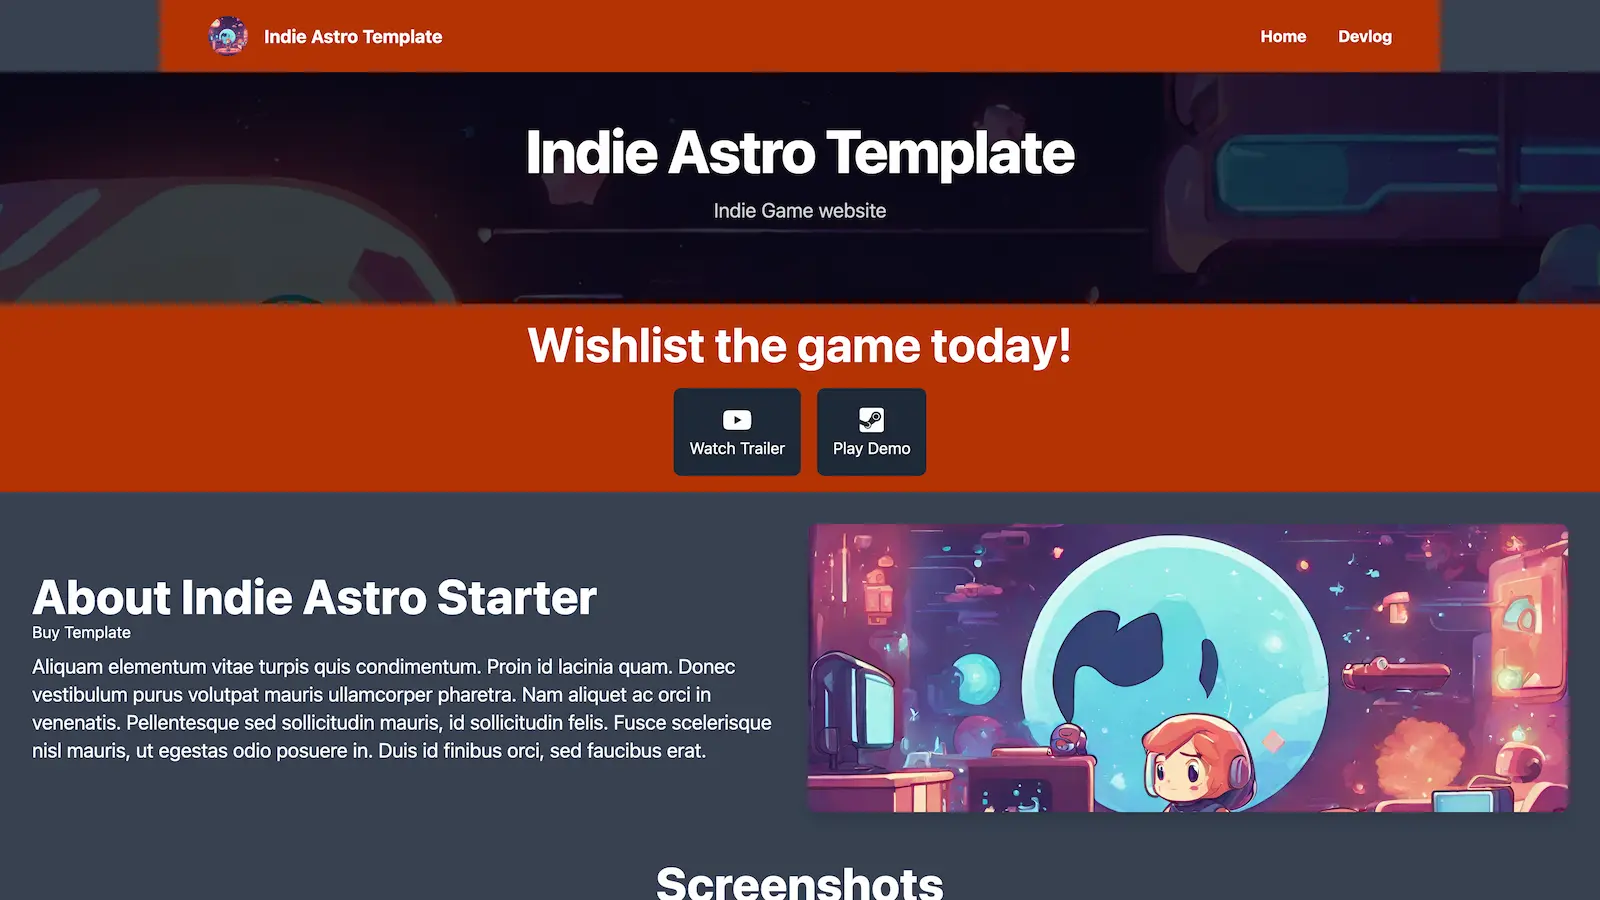 Indie Astro Template
Home
Devlog
Indie Astro Template
Indie Game website
Wishlist the game today!
Watch Trailer
Play Demo
About Indie Astro Starter
Buy Template
Aliquam elementum vitae turpis quis condimentum. Proin id lacinia quam. Donec
vestibulum purus volutpat mauris ullamcorper pharetra. Nam aliquet ac orci in
venenatis. Pellentesque sed sollicitudin mauris, id sollicitudin felis. Fusce scelerisque
nisl mauris, ut egestas odio posuere in. Duis id finibus orci, sed faucibus erat.
Screenshots